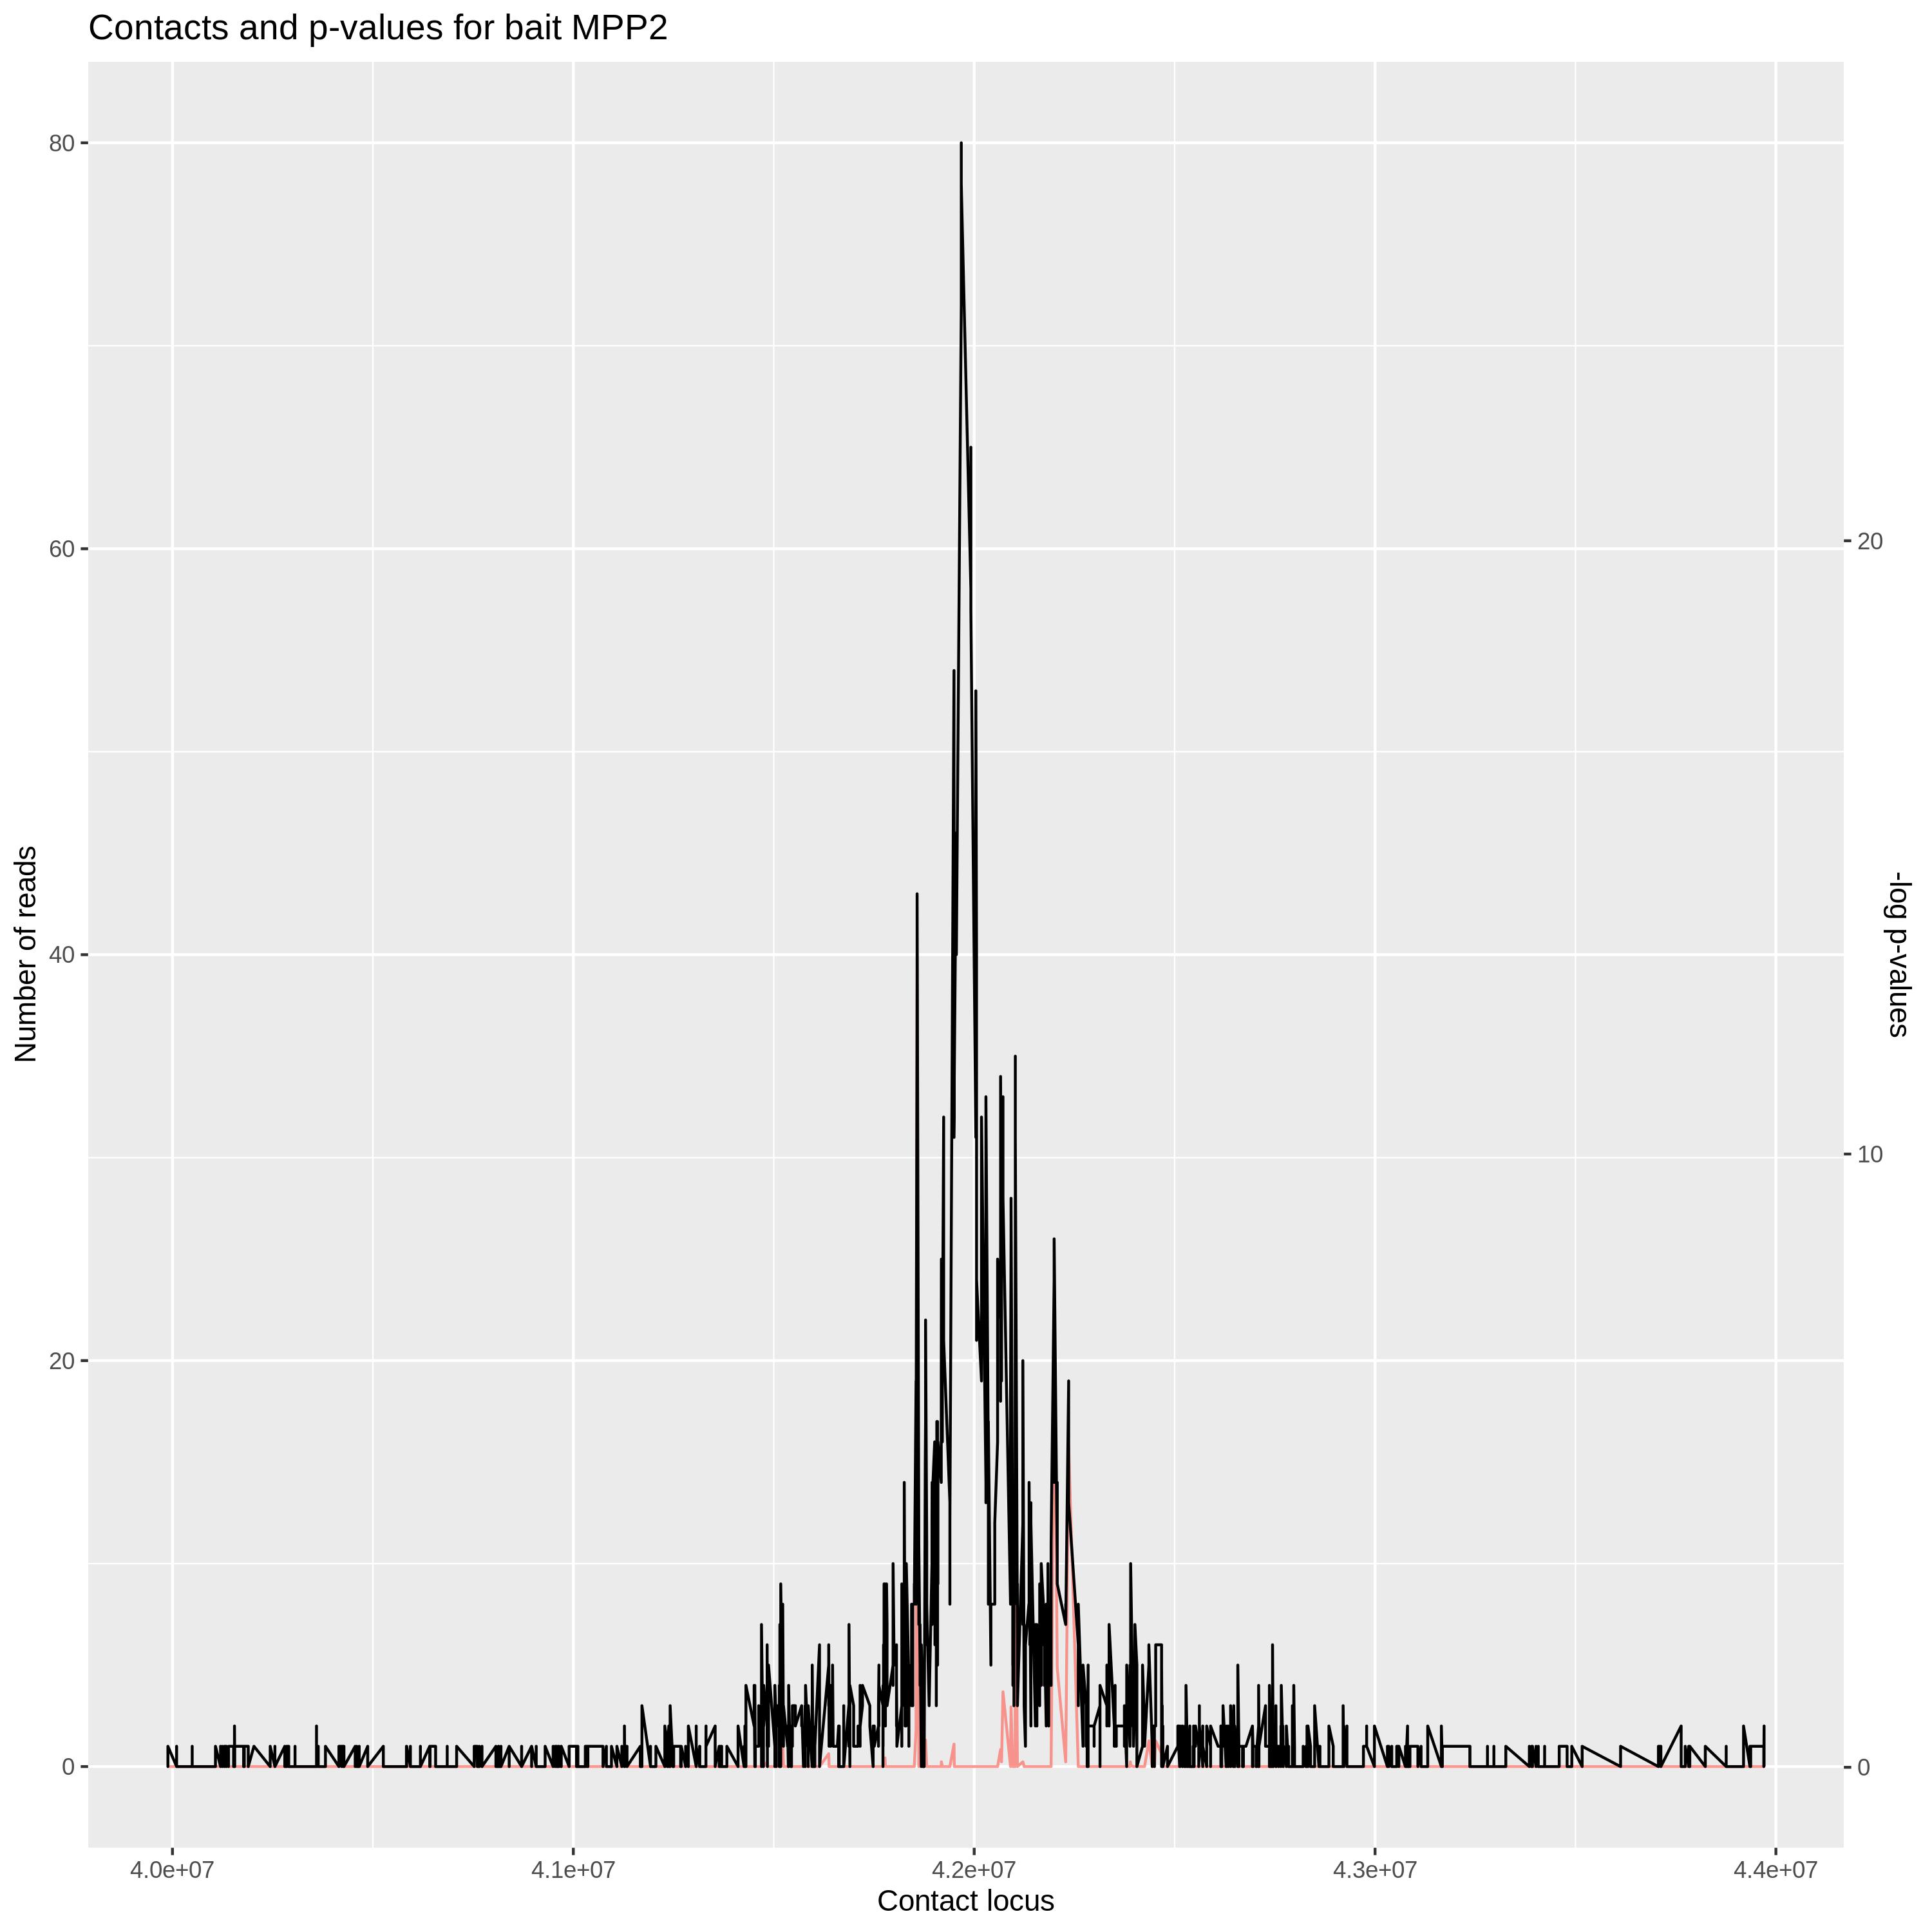 Contacts and p-values for bait MPP2
80
60
40
20
0
Number of reads
20
10
0
-log p-values
4.0e+07
4.1e+07
4.2e+07
4.3e+07
4.4e+07
Contact locus